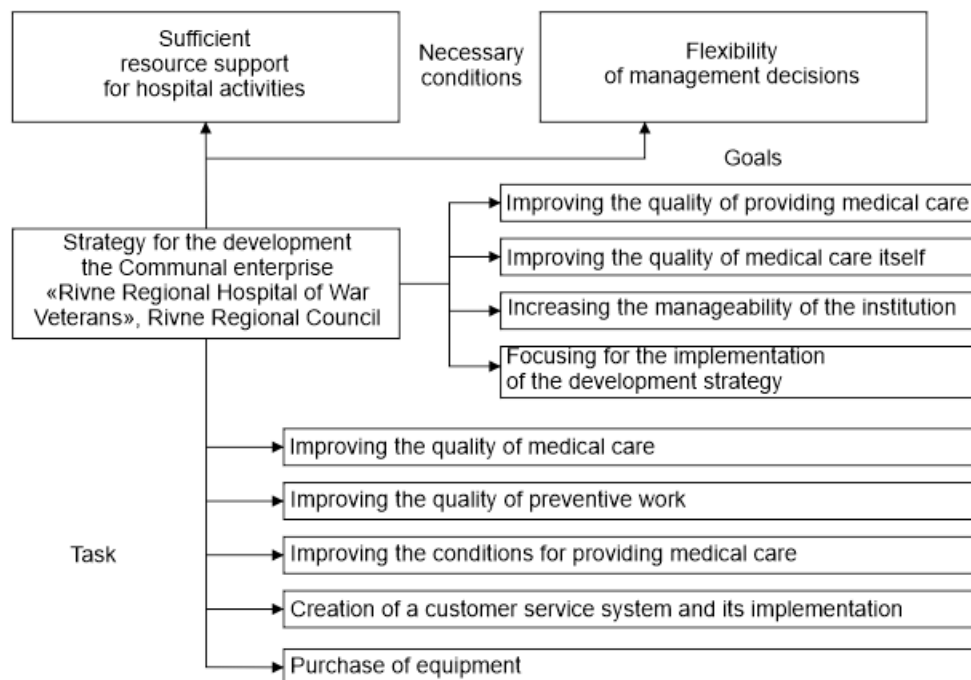 Sufficient
resource support
for hospital activities
Necessary
conditions
Flexibility
of management decisions
Goals
Improving the quality of providing medical care
Improving the quality of medical care itself
Increasing the manageability of the institution
Focusing for the implementation
of the development strategy
Strategy for the development
the Communal enterprise
«Rivne Regional Hospital of War
Veterans», Rivne Regional Council
Task
Improving the quality of medical care
Improving the quality of preventive work
Improving the conditions for providing medical care
Creation of a customer service system and its implementation
Purchase of equipment